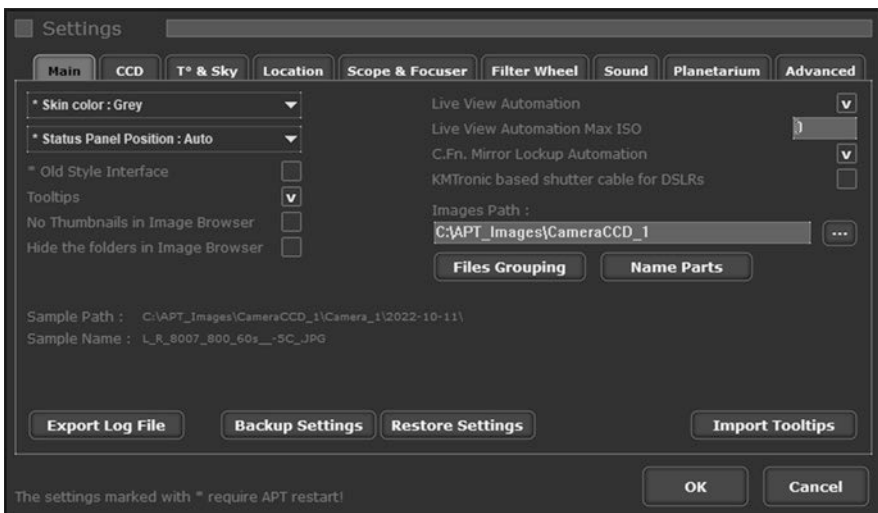 Settings
Main CCD T° & Sky Location Scope & Focuser Filter Wheel Sound Planetarium Advanced
* Skin color : Grey
* Status Panel Position : Auto
* Old Style Interface
Tooltips v
No Thumbnails in Image Browser
Hide the folders in Image Browser
Live View Automation v
Live View Automation Max ISO
C.Fn. Mirror Lockup Automation v
KMTronic based shutter cable for DSLRs
Images Path :
C:\APT_Images\CameraCCD_1 ...
Files Grouping Name Parts
Sample Path : C:\APT_Images\CameraCCD_1\Camera_1\2022-10-11\
Sample Name : L_R_8007_800_60s__-5C_JPG
Export Log File Backup Settings Restore Settings Import Tooltips
The settings marked with * require APT restart!
OK Cancel